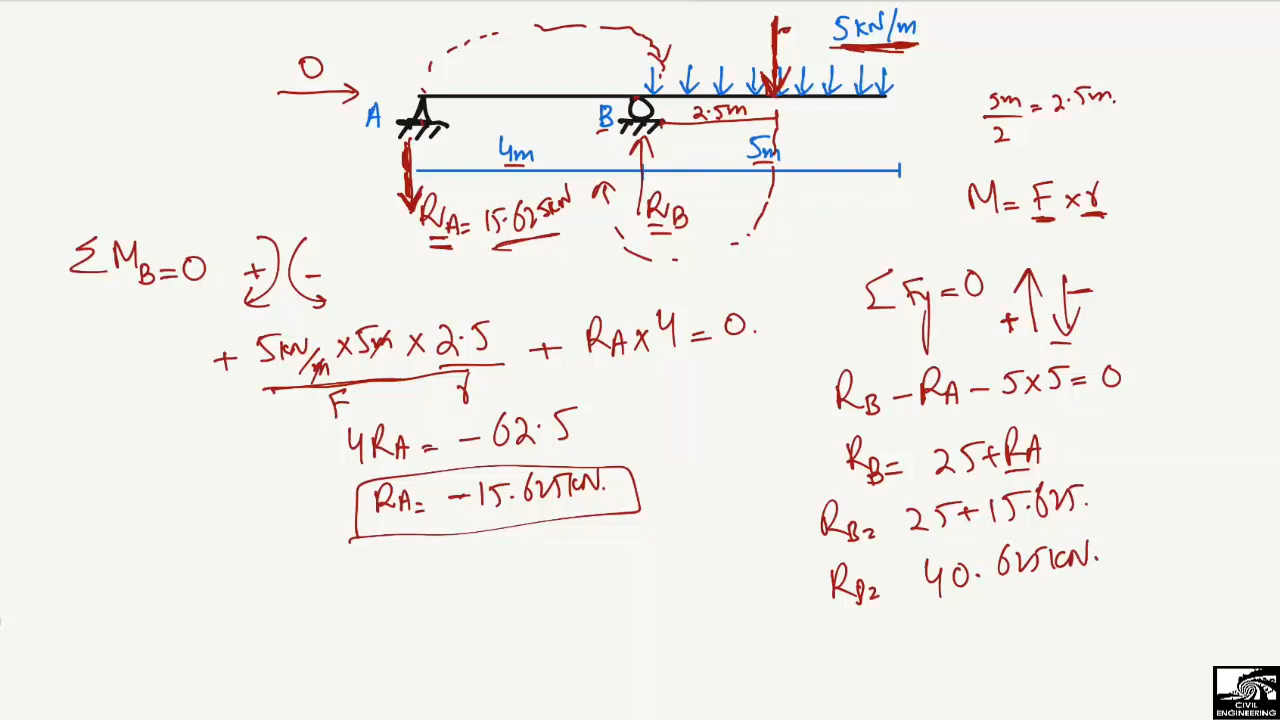 5kN/m
0
A
B
2.5m
4m
5m
5m/2 = 2.5m.
M = F × r
RA = 15.625kN
RB
ΣMB=0 + -
+ 5kN/m × 5m × 2.5 + RA × 4 = 0.
F r
4RA = - 62.5
RA = -15.625kN.
ΣFy = 0 + -
RB - RA - 5×5 = 0
RB = 25 + RA
RB = 25 + 15.625.
RB = 40.625kN.
CIVIL
ENGINEERING